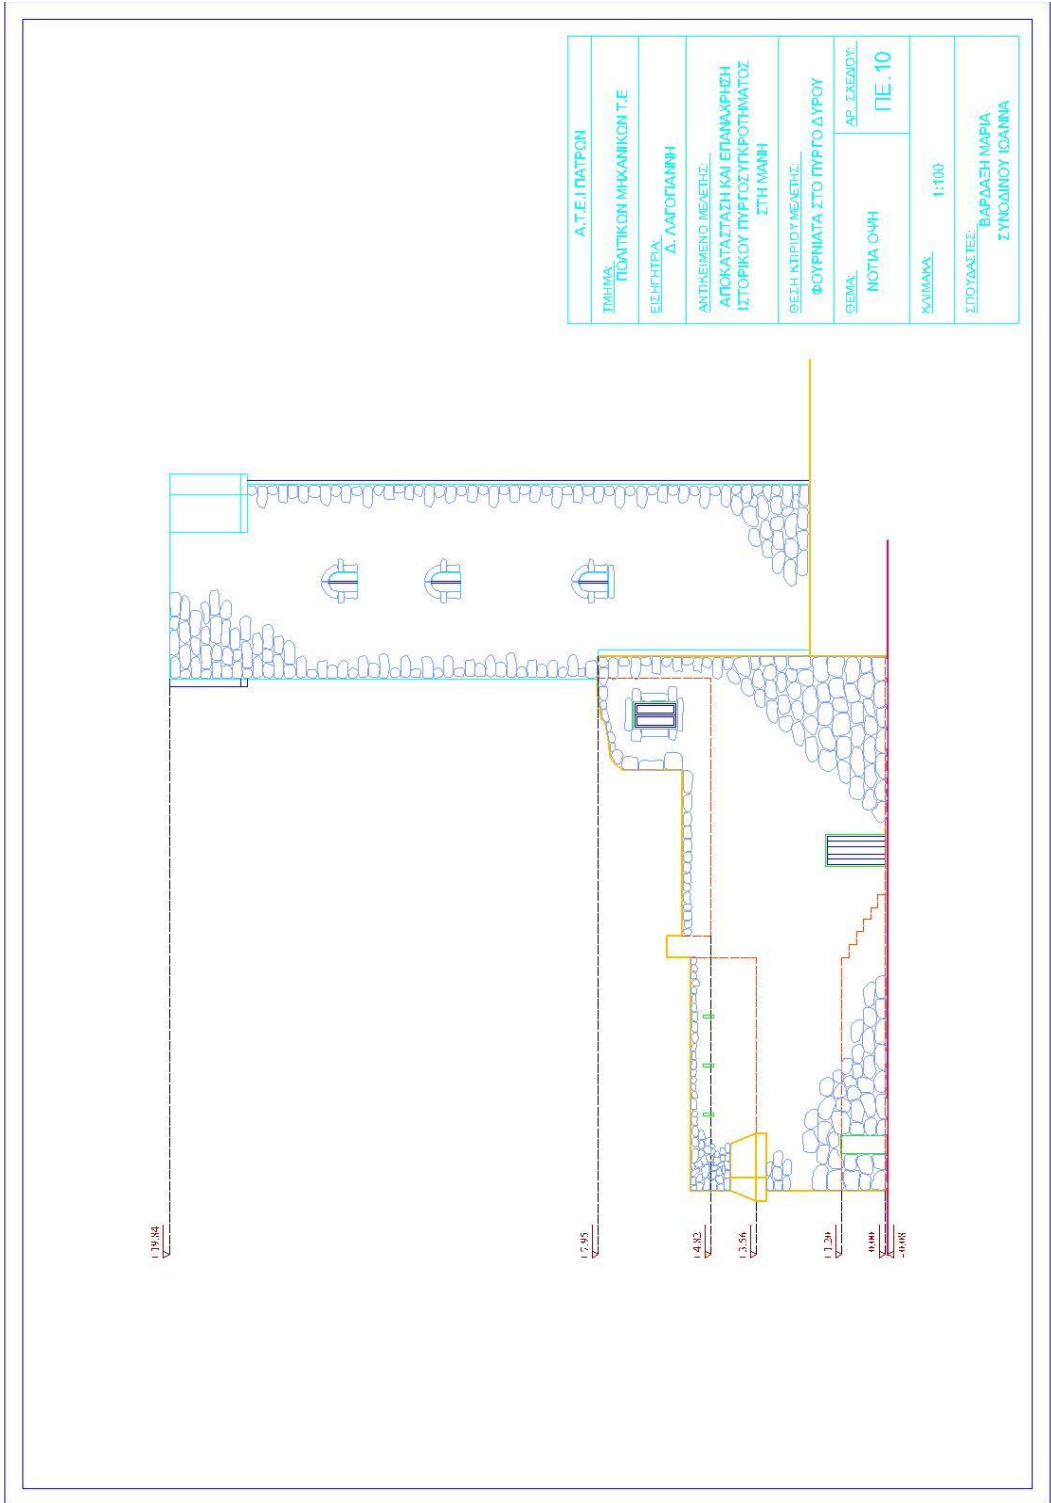 Α.Τ.Ε.Ι ΠΑΤΡΩΝ
ΤΜΗΜΑ:
ΠΟΛΙΤΙΚΩΝ ΜΗΧΑΝΙΚΩΝ Τ.Ε
ΕΙΣΗΓΗΤΡΙΑ:
Δ. ΛΑΓΟΓΙΑΝΝΗ
ΑΝΤΙΚΕΙΜΕΝΟ ΜΕΛΕΤΗΣ:
ΑΠΟΚΑΤΑΣΤΑΣΗ ΚΑΙ ΕΠΑΝΑΧΡΗΣΗ
ΙΣΤΟΡΙΚΟΥ ΠΥΡΓΟΣΥΓΚΡΟΤΗΜΑΤΟΣ
ΣΤΗ ΜΑΝΗ
ΘΕΣΗ ΚΤΙΡΙΟΥ ΜΕΛΕΤΗΣ:
ΦΟΥΡΝΙΑΤΑ ΣΤΟ ΠΥΡΓΟ ΔΥΡΟΥ
ΘΕΜΑ:
ΝΟΤΙΑ ΟΨΗ
ΑΡ. ΣΧΕΔΙΟΥ:
ΠΕ.10
ΚΛΙΜΑΚΑ:
1:100
ΣΠΟΥΔΑΣΤΕΣ:
ΒΑΡΔΑΞΗ ΜΑΡΙΑ
ΣΥΝΟΔΙΝΟΥ ΙΩΑΝΝΑ
+19.84
+7.95
+4.82
+3.56
+1.20
0.00
-0.08